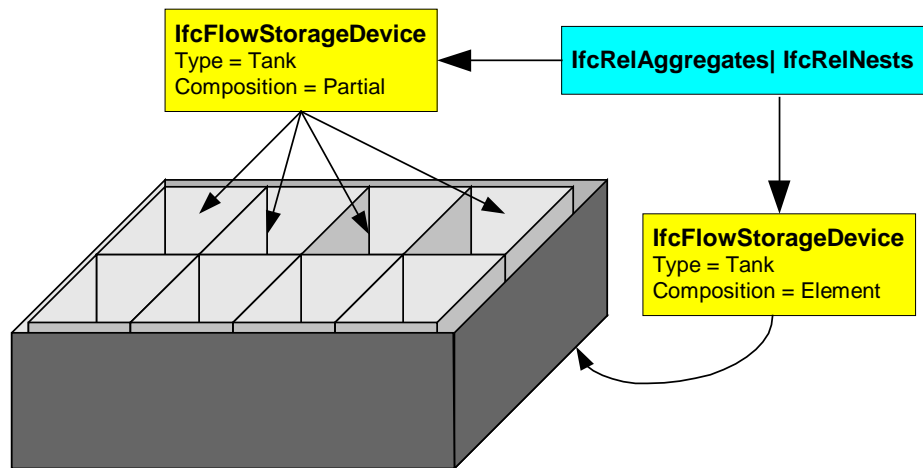 IfcFlowStorageDevice
Type = Tank
Composition = Partial
IfcRelAggregates| IfcRelNests
IfcFlowStorageDevice
Type = Tank
Composition = Element